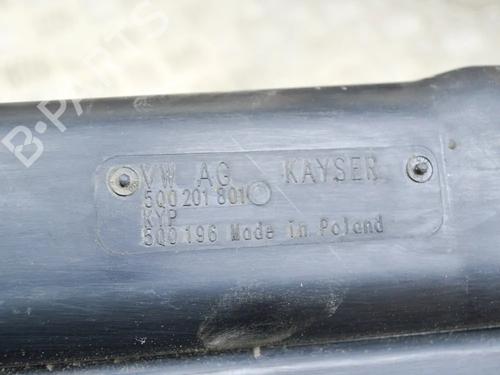 B-PARTS
VW AG KAYSER
5Q0 201 801
KYP
5Q0 196 Made in Poland